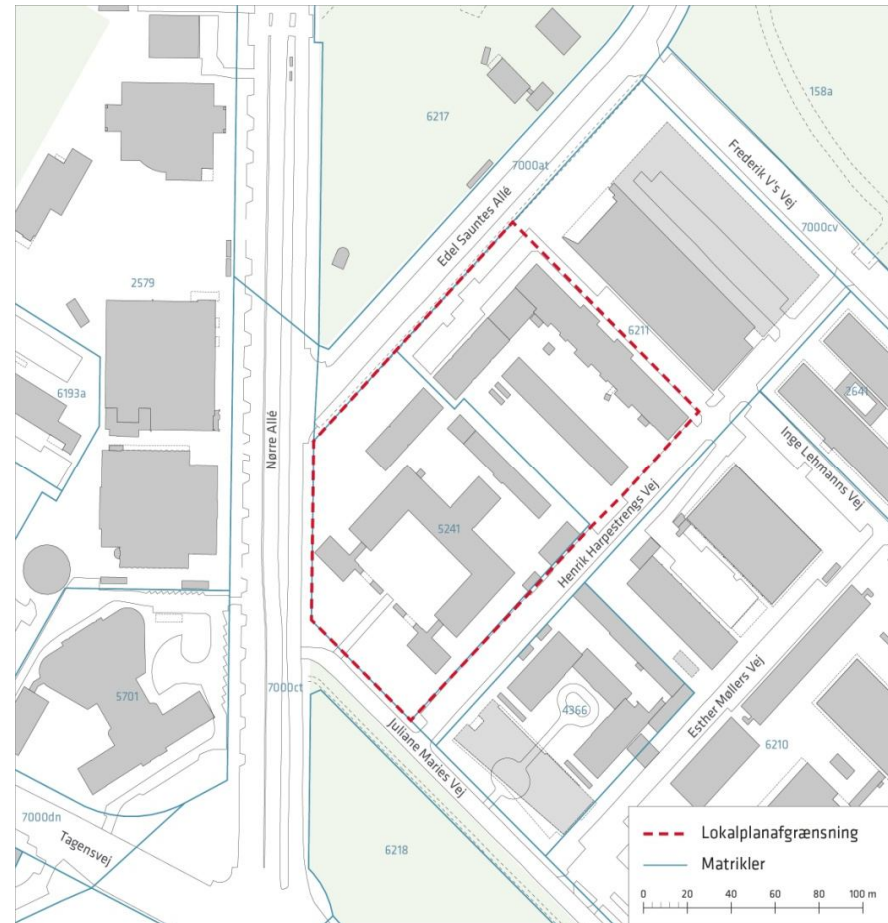 158a
6217
7000at
Frederik V's Vej
7000cv
Edel Sauntes Allé
2579
6211
6193a
2641
Nørre Allé
Inge Lehmanns Vej
5241
Henrik Harpestrengs Vej
5701
7000ct
4366
Esther Møllers Vej
Juliane Maries Vej
6210
7000dn
Tagensvej
6218
Lokalplanafgrænsning
Matrikler
0 20 40 60 80 100 m